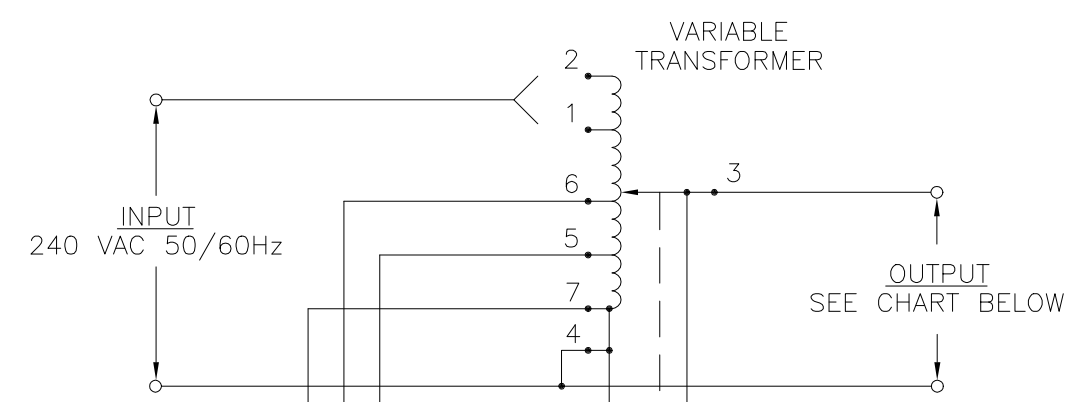 VARIABLE
TRANSFORMER
2
1
3
6
INPUT
240 VAC 50/60Hz
5
OUTPUT
SEE CHART BELOW
7
4